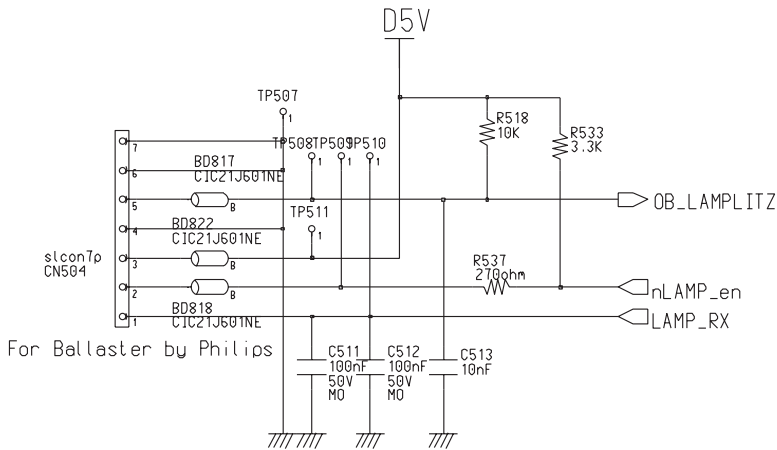 D5V
TP507
1
R518
10K
R533
3.3K
TP508
TP509
TP510
1
1
1
7
BD817
CIC21J601NE
6
5
B
OB_LAMPLITZ
BD822
CIC21J601NE
TP511
1
4
slcon7p
CN504
3
B
R537
270ohm
2
B
nLAMP_en
BD818
CIC21J601NE
1
LAMP_RX
For Ballaster by Philips
C511
100nF
50V
MO
C512
100nF
50V
MO
C513
10nF